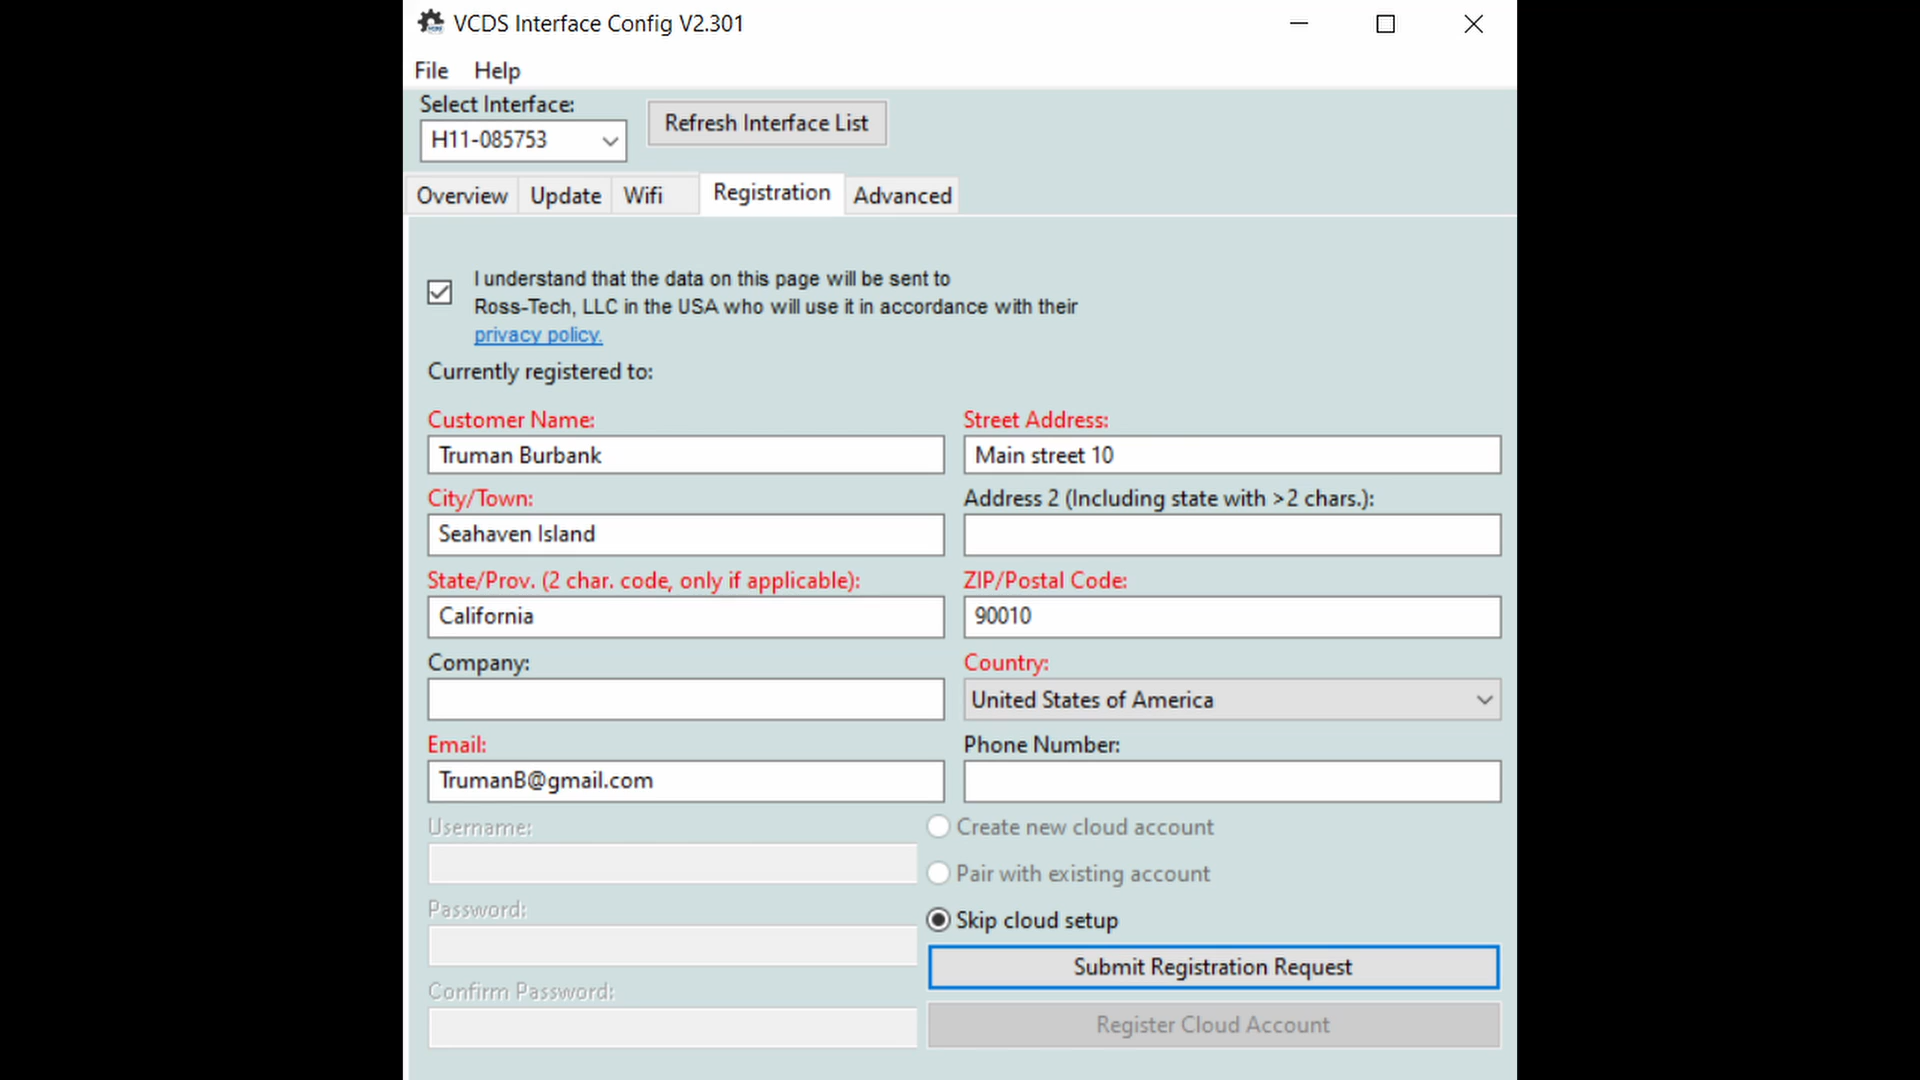 VCDS Interface Config V2.301
File Help
Select Interface:
H11-085753
Refresh Interface List
Overview Update Wifi Registration Advanced
I understand that the data on this page will be sent to
Ross-Tech, LLC in the USA who will use it in accordance with their
privacy policy.
Currently registered to:
Customer Name: Street Address:
Truman Burbank Main street 10
City/Town: Address 2 (Including state with >2 chars.):
Seahaven Island
State/Prov. (2 char. code, only if applicable): ZIP/Postal Code:
California 90010
Company: Country:
United States of America
Email: Phone Number:
TrumanB@gmail.com
Username: Create new cloud account
Pair with existing account
Password: Skip cloud setup
Submit Registration Request
Confirm Password:
Register Cloud Account